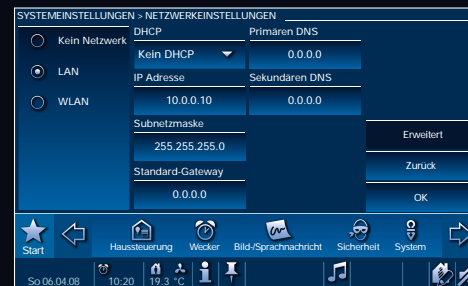 SYSTEMEINSTELLUNGEN > NETZWERKEINSTELLUNGEN
Kein Netzwerk
LAN
WLAN
DHCP
Kein DHCP
IP Adresse
10.0.0.10
Subnetzmaske
255.255.255.0
Standard-Gateway
0.0.0.0
Primären DNS
0.0.0.0
Sekundären DNS
0.0.0.0
Erweitert
Zurück
OK
Start
Haussteuerung
Wecker
Bild-/Sprachnachricht
Sicherheit
System
So 06.04.08
10:20
19.3 °C